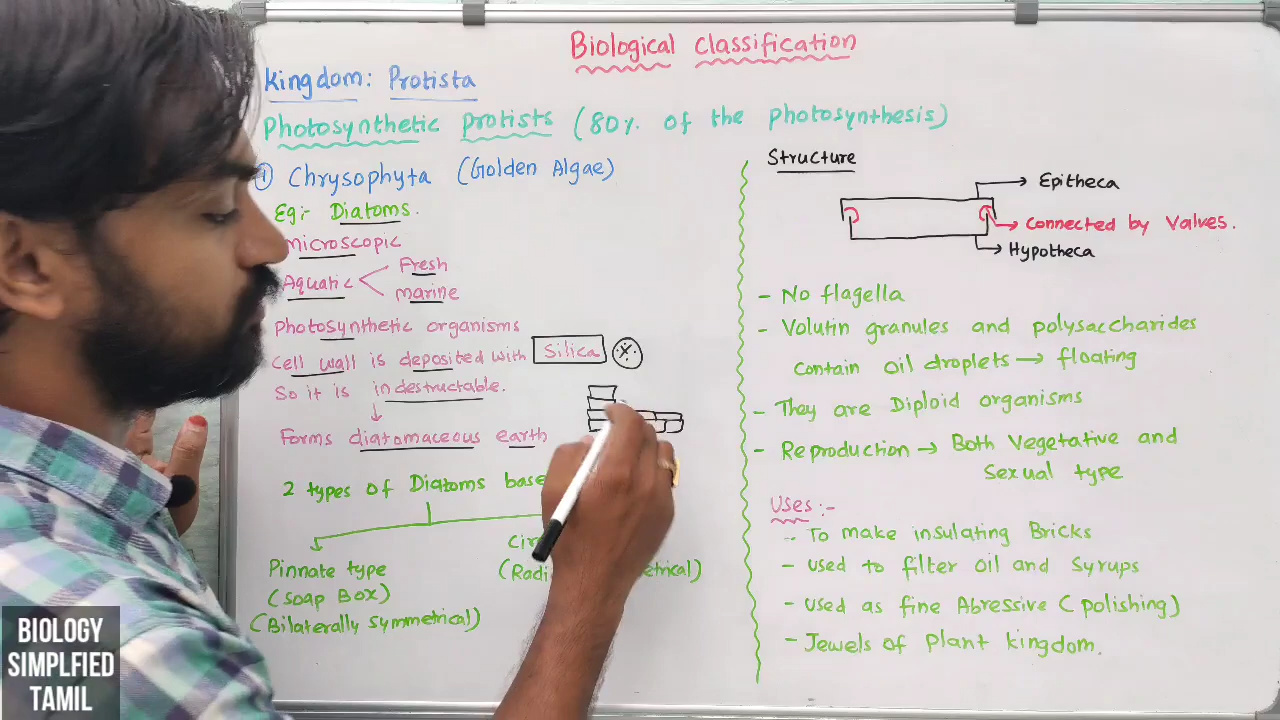 Biological Classification
Kingdom: Protista
Photosynthetic Protists (80% of the Photosynthesis)
① Chrysophyta (Golden Algae)
Eg:- Diatoms.
Microscopic
Aquatic
Fresh
marine
Photosynthetic organisms
Cell wall is deposited with Silica
So it is indestructable.
Forms diatomaceous earth
2 types of Diatoms base
Pinnate type
(Soap Box)
(Bilaterally Symmetrical)
Structure
Epitheca
Connected by Valves.
Hypotheca
- No flagella
- Volutin granules and polysaccharides
Contain oil droplets → floating
- They are Diploid organisms
- Reproduction → Both Vegetative and
Sexual type
Uses:-
- To make insulating Bricks
- used to filter oil and Syrups
- used as fine Abressive (polishing)
- Jewels of Plant Kingdom.
BIOLOGY
SIMPLFIED
TAMIL